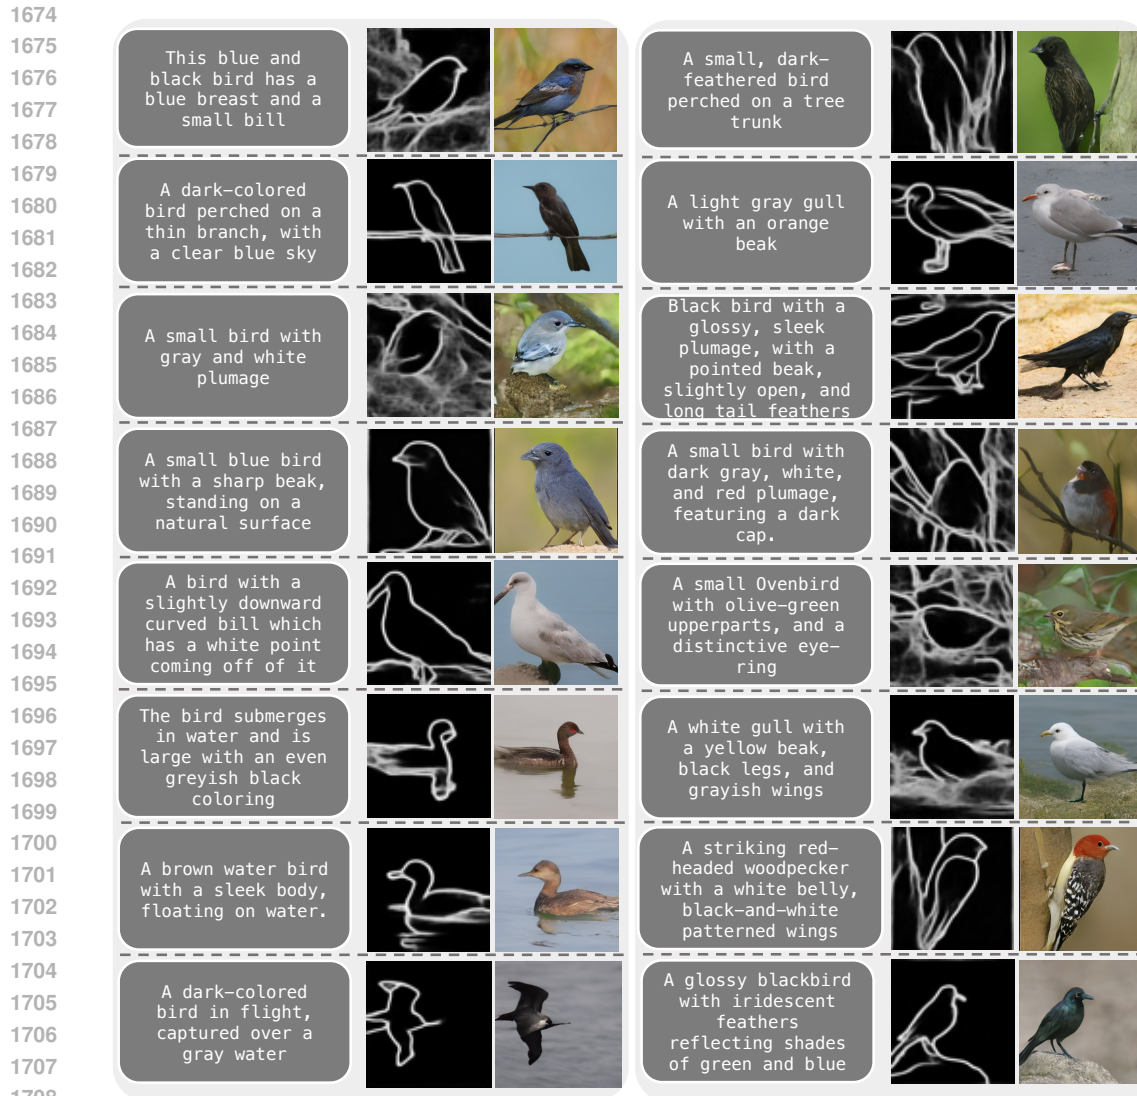 1674
1675
1676
1677
1678
1679
1680
1681
1682
1683
1684
1685
1686
1687
1688
1689
1690
1691
1692
1693
1694
1695
1696
1697
1698
1699
1700
1701
1702
1703
1704
1705
1706
1707
1708
This blue and
black bird has a
blue breast and a
small bill
A dark-colored
bird perched on a
thin branch, with
a clear blue sky
A small bird with
gray and white
plumage
A small blue bird
with a sharp beak,
standing on a
natural surface
A bird with a
slightly downward
curved bill which
has a white point
coming off of it
The bird submerges
in water and is
large with an even
greyish black
coloring
A brown water bird
with a sleek body,
floating on water.
A dark-colored
bird in flight,
captured over a
gray water
A small, dark-
feathered bird
perched on a tree
trunk
A light gray gull
with an orange
beak
Black bird with a
glossy, sleek
plumage, with a
pointed beak,
slightly open, and
long tail feathers
A small bird with
dark gray, white,
and red plumage,
featuring a dark
cap.
A small Ovenbird
with olive-green
upperparts, and a
distinctive eye-
ring
A white gull with
a yellow beak,
black legs, and
grayish wings
A striking red-
headed woodpecker
with a white belly,
black-and-white
patterned wings
A glossy blackbird
with iridescent
feathers
reflecting shades
of green and blue